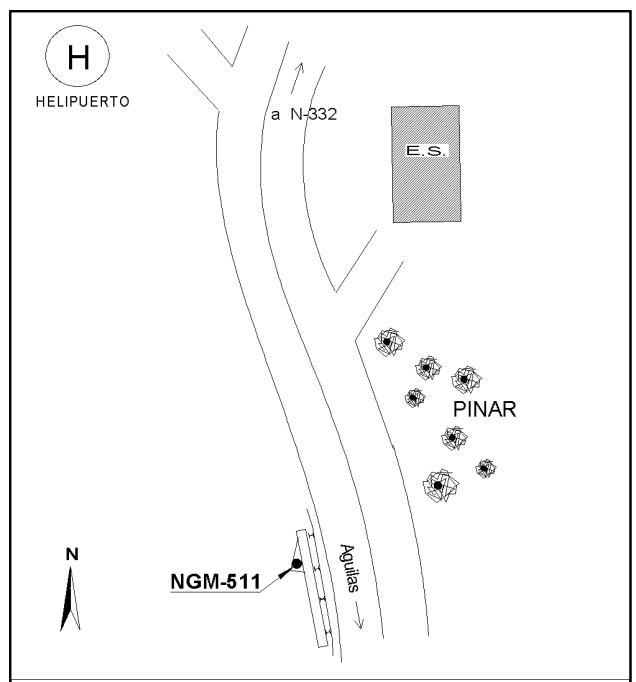 H
HELIPUERTO
a N-332
E.S.
PINAR
Aguilas
N
NGM-511